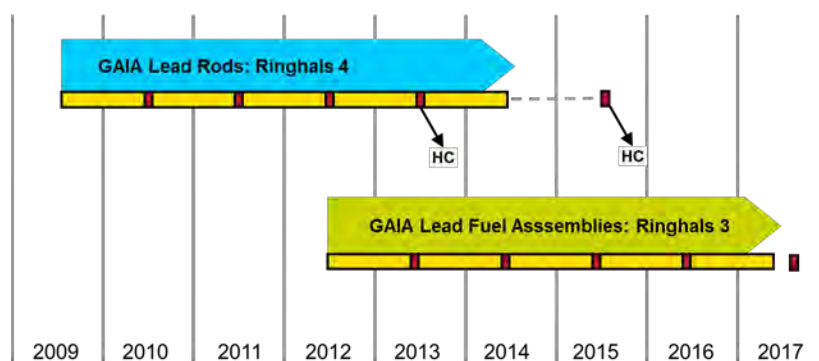 GAIA Lead Rods: Ringhals 4
HC
HC
GAIA Lead Fuel Asssemblies: Ringhals 3
2009 2010 2011 2012 2013 2014 2015 2016 2017